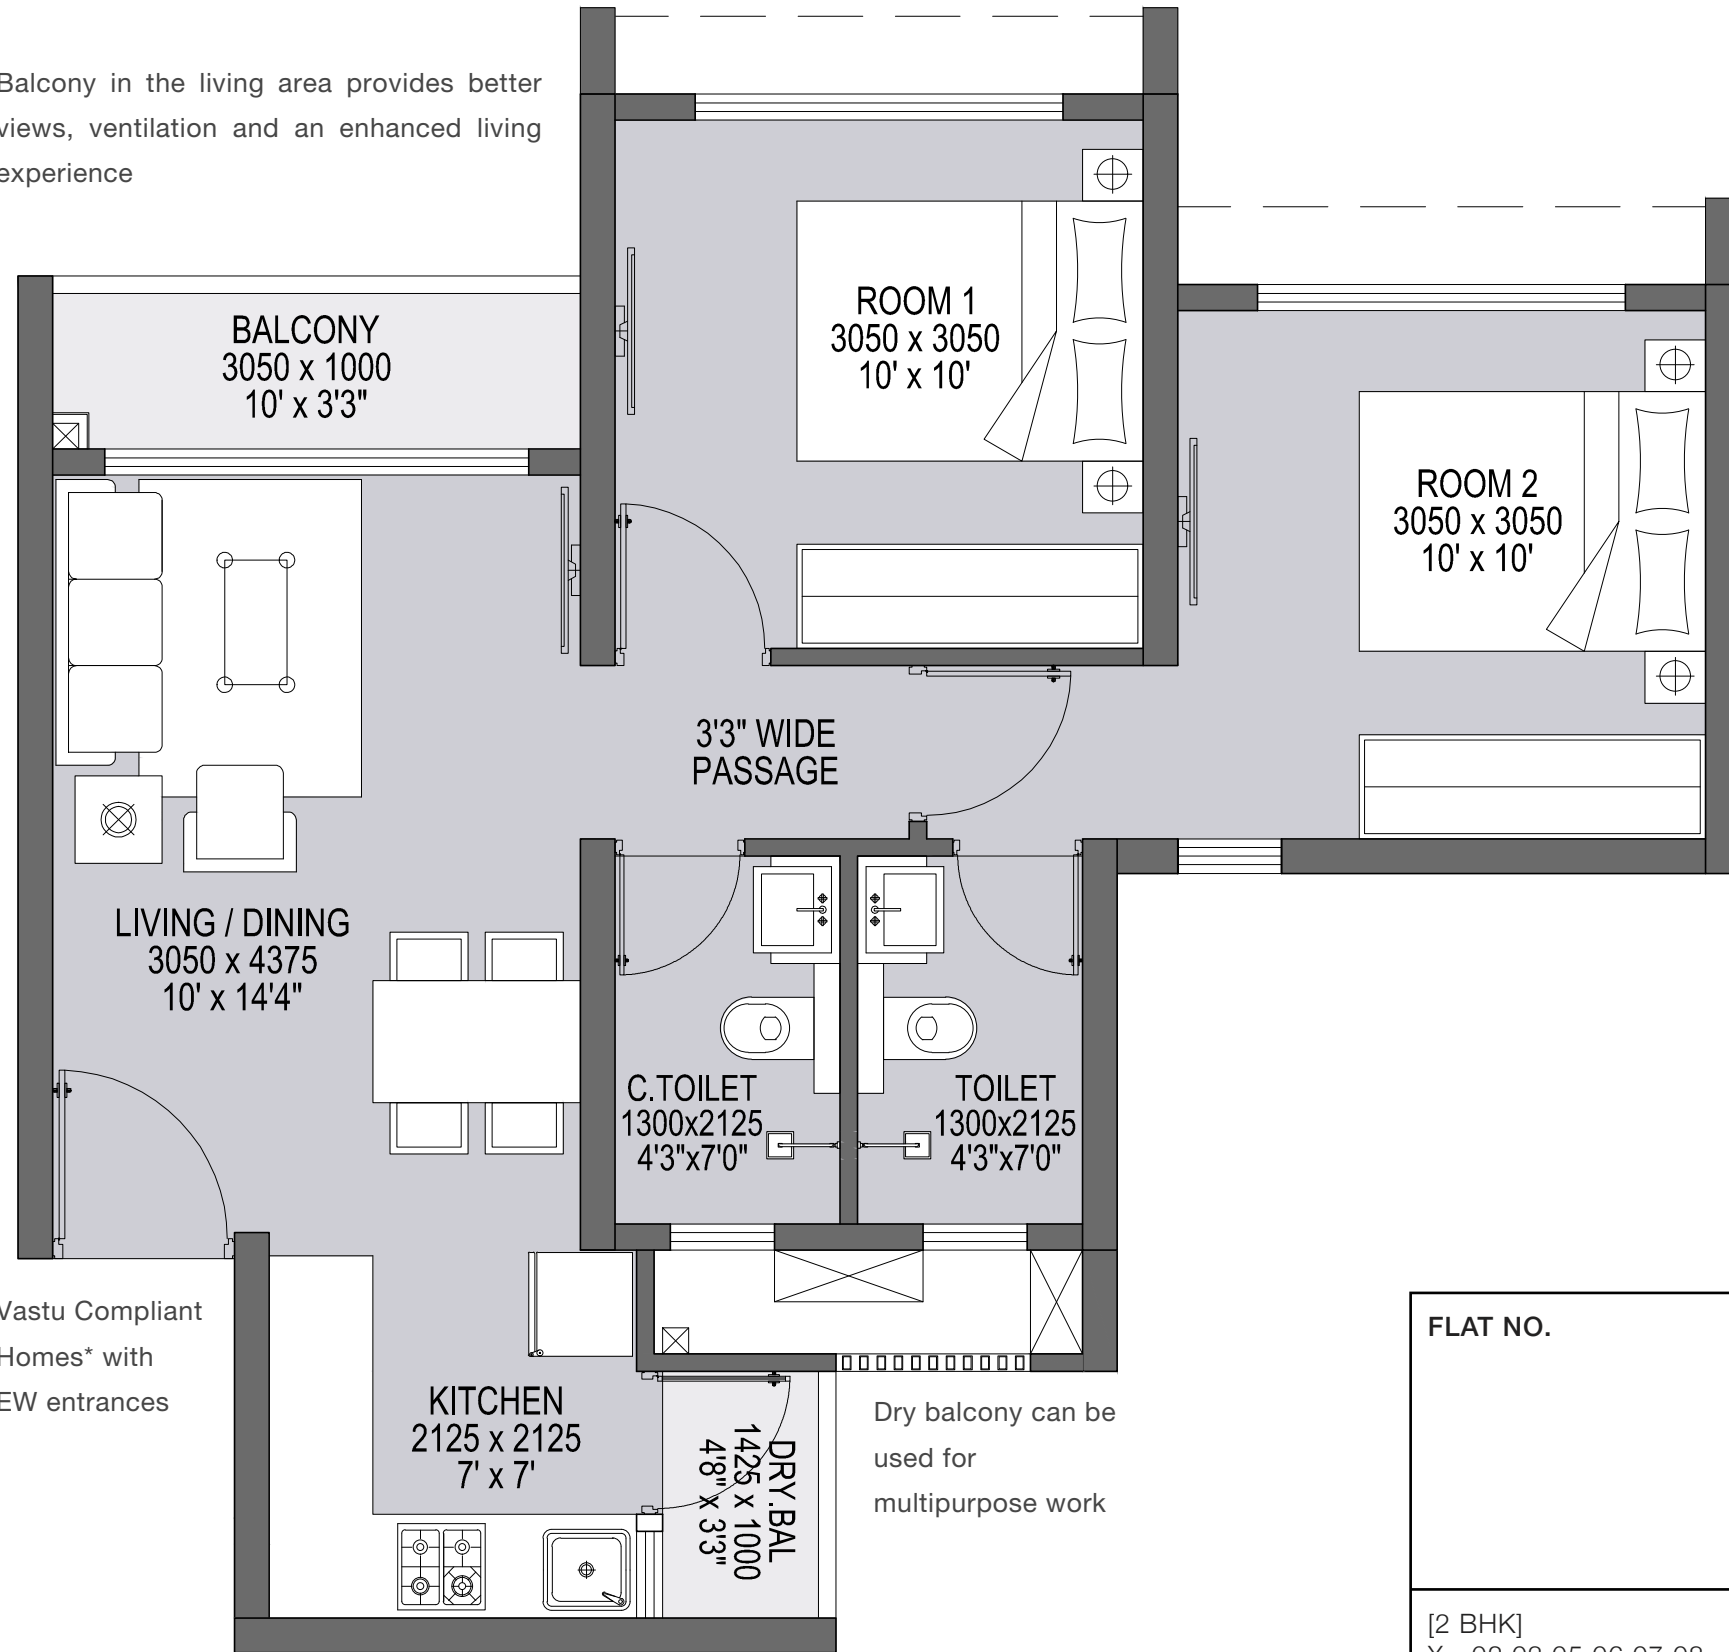 Balcony in the living area provides better
views, ventilation and an enhanced living
experience
BALCONY
3050 x 1000
10' x 3'3"
ROOM 1
3050 x 3050
10' x 10'
ROOM 2
3050 x 3050
10' x 10'
3'3" WIDE
PASSAGE
LIVING / DINING
3050 x 4375
10' x 14'4"
C.TOILET
1300x2125
4'3"x7'0"
TOILET
1300x2125
4'3"x7'0"
Vastu Compliant
Homes* with
EW entrances
KITCHEN
2125 x 2125
7' x 7'
DRY.BAL
1425 x 1000
4'8" x 3'3"
Dry balcony can be
used for
multipurpose work
FLAT NO.
[2 BHK]